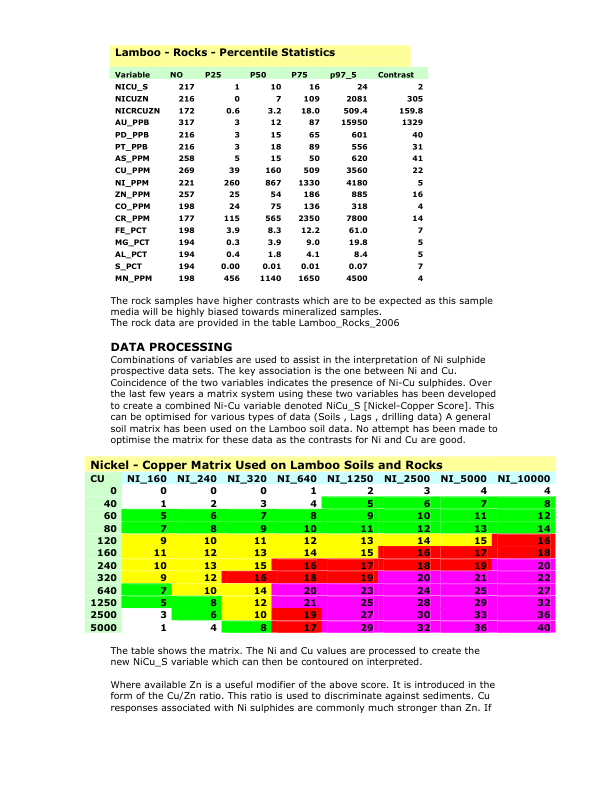 Lamboo - Rocks - Percentile Statistics
Variable NO P25 P50 P75 p97_5 Contrast
NICU_S 217 1 10 16 24 2
NICUZN 216 0 7 109 2081 305
NICRCUZN 172 0.6 3.2 18.0 509.4 159.8
AU_PPB 317 3 12 87 15950 1329
PD_PPB 216 3 15 65 601 40
PT_PPB 216 3 18 89 556 31
AS_PPM 258 5 15 50 620 41
CU_PPM 269 39 160 509 3560 22
NI_PPM 221 260 867 1330 4180 5
ZN_PPM 257 25 54 186 885 16
CO_PPM 198 24 75 136 318 4
CR_PPM 177 115 565 2350 7800 14
FE_PCT 198 3.9 8.3 12.2 61.0 7
MG_PCT 194 0.3 3.9 9.0 19.8 5
AL_PCT 194 0.4 1.8 4.1 8.4 5
S_PCT 194 0.00 0.01 0.01 0.07 7
MN_PPM 198 456 1140 1650 4500 4
The rock samples have higher contrasts which are to be expected as this sample
media will be highly biased towards mineralized samples.
The rock data are provided in the table Lamboo_Rocks_2006
DATA PROCESSING
Combinations of variables are used to assist in the interpretation of Ni sulphide
prospective data sets. The key association is the one between Ni and Cu.
Coincidence of the two variables indicates the presence of Ni-Cu sulphides. Over
the last few years a matrix system using these two variables has been developed
to create a combined Ni-Cu variable denoted NiCu_S [Nickel-Copper Score]. This
can be optimised for various types of data (Soils , Lags , drilling data) A general
soil matrix has been used on the Lamboo soil data. No attempt has been made to
optimise the matrix for these data as the contrasts for Ni and Cu are good.
Nickel - Copper Matrix Used on Lamboo Soils and Rocks
CU NI_160 NI_240 NI_320 NI_640 NI_1250 NI_2500 NI_5000 NI_10000
0 0 0 0 1 2 3 4 4
40 1 2 3 4 5 6 7 8
60 5 6 7 8 9 10 11 12
80 7 8 9 10 11 12 13 14
120 9 10 11 12 13 14 15 16
160 11 12 13 14 15 16 17 18
240 10 13 15 16 17 18 19 20
320 9 12 16 18 19 20 21 22
640 7 10 14 20 23 24 25 27
1250 5 8 12 21 25 28 29 32
2500 3 6 10 19 27 30 33 36
5000 1 4 8 17 29 32 36 40
The table shows the matrix. The Ni and Cu values are processed to create the
new NiCu_S variable which can then be contoured on interpreted.
Where available Zn is a useful modifier of the above score. It is introduced in the
form of the Cu/Zn ratio. This ratio is used to discriminate against sediments. Cu
responses associated with Ni sulphides are commonly much stronger than Zn. If